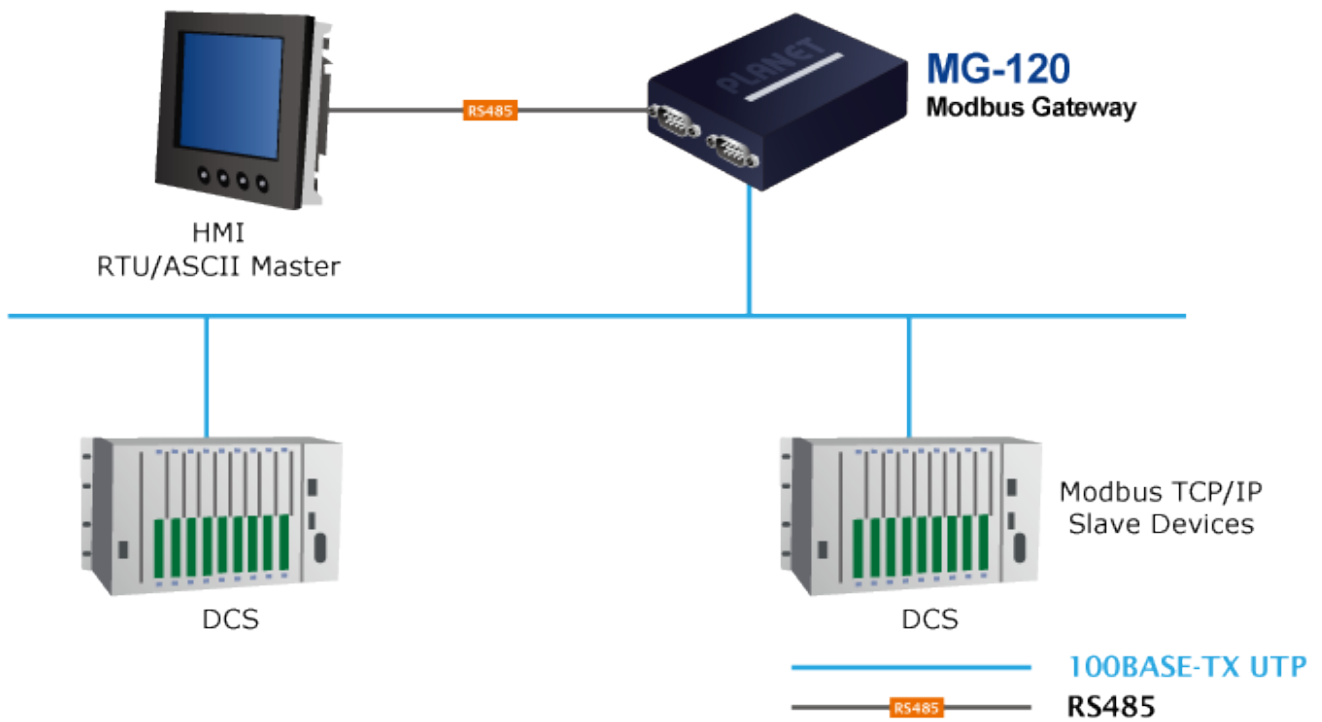 PLANET
MG-120
Modbus Gateway
RS485
HMI
RTU/ASCII Master
Modbus TCP/IP
Slave Devices
DCS
DCS
100BASE-TX UTP
RS485
RS485